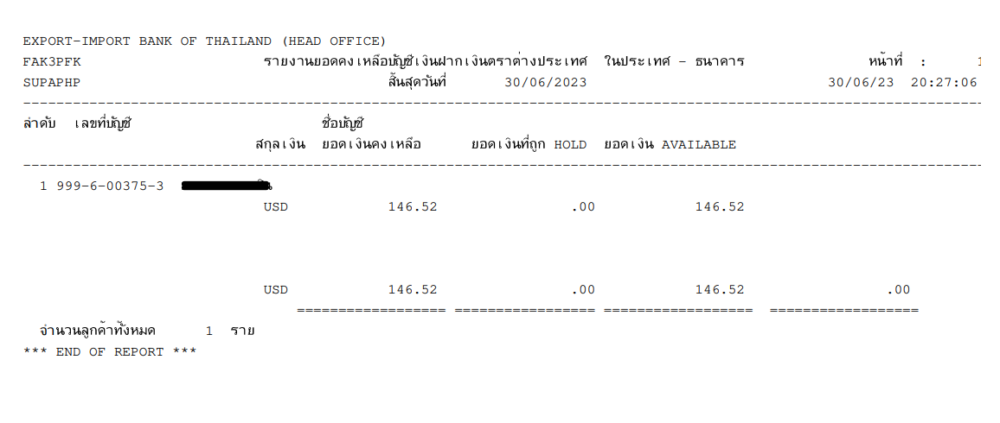 EXPORT-IMPORT BANK OF THAILAND (HEAD OFFICE)
FAK3PFK รายงานยอดคงเหลือบัญชีเงินฝากเงินตราต่างประเทศ ในประเทศ - ธนาคาร หน้าที่ : 1
SUPAPHP สิ้นสุดวันที่ 30/06/2023 30/06/23 20:27:06
ลำดับ เลขที่บัญชี ชื่อบัญชี
สกุลเงิน ยอดเงินคงเหลือ ยอดเงินที่ถูก HOLD ยอดเงิน AVAILABLE
1 999-6-00375-3
USD 146.52 .00 146.52
USD 146.52 .00 146.52 .00
จำนวนลูกค้าทั้งหมด 1 ราย
*** END OF REPORT ***